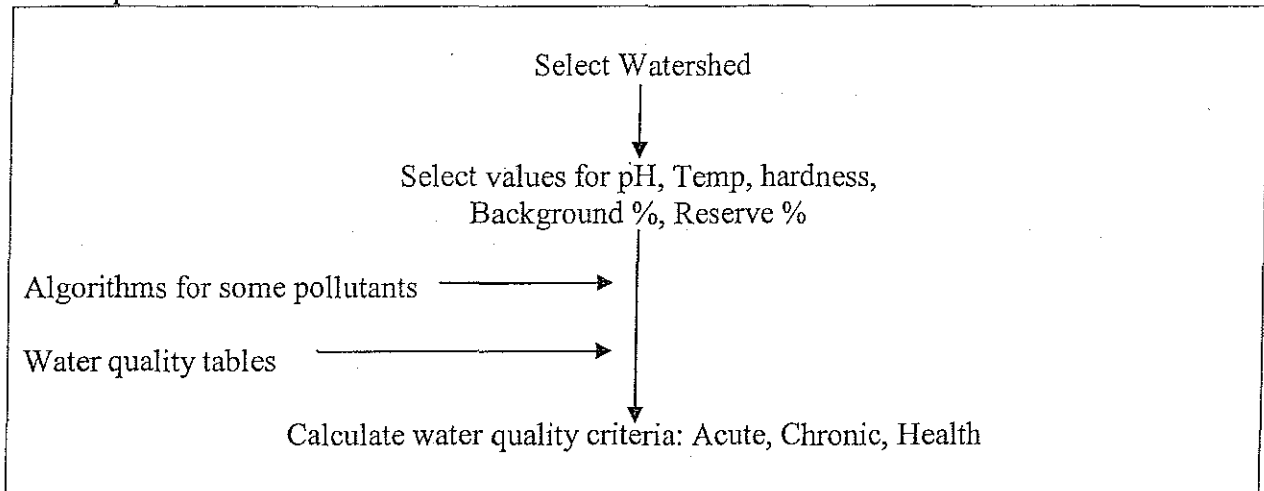 Select Watershed
Select values for pH, Temp, hardness,
Background %, Reserve %
Algorithms for some pollutants
Water quality tables
Calculate water quality criteria: Acute, Chronic, Health